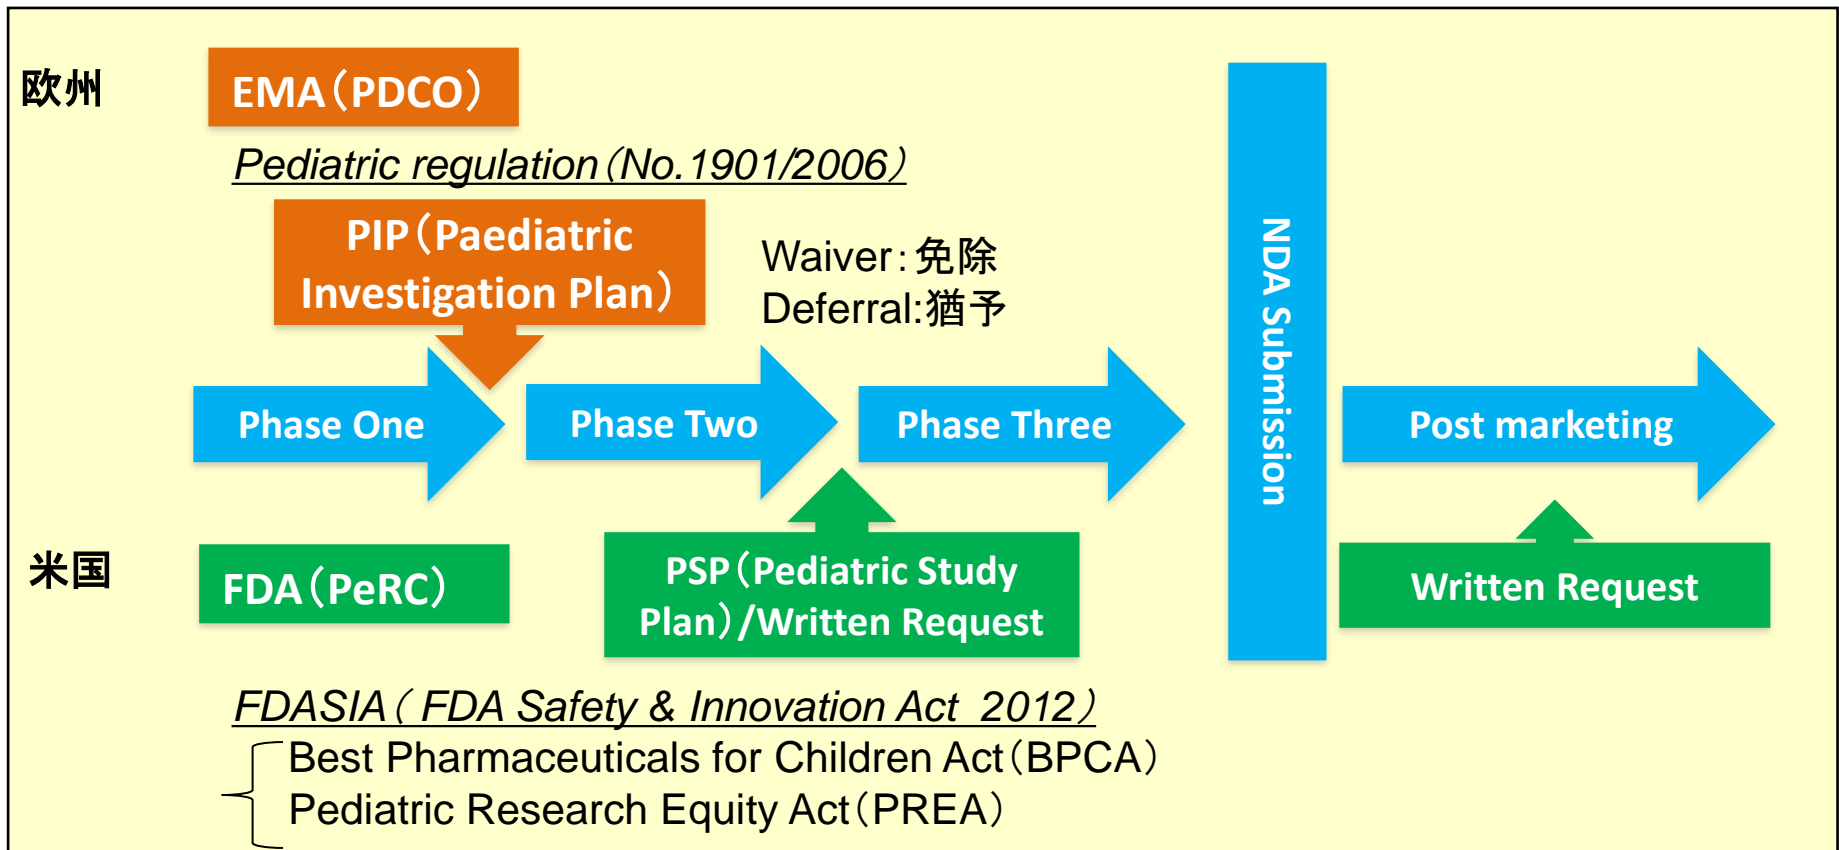 欧州
EMA（PDCO）
Pediatric regulation（No.1901/2006）
PIP（Paediatric
Investigation Plan）
Waiver：免除
Deferral:猶予
NDA Submission
Phase One
Phase Two
Phase Three
Post marketing
米国
FDA（PeRC）
PSP（Pediatric Study
Plan）/Written Request
Written Request
FDASIA（ FDA Safety & Innovation Act  2012）
Best Pharmaceuticals for Children Act（BPCA）
Pediatric Research Equity Act（PREA）